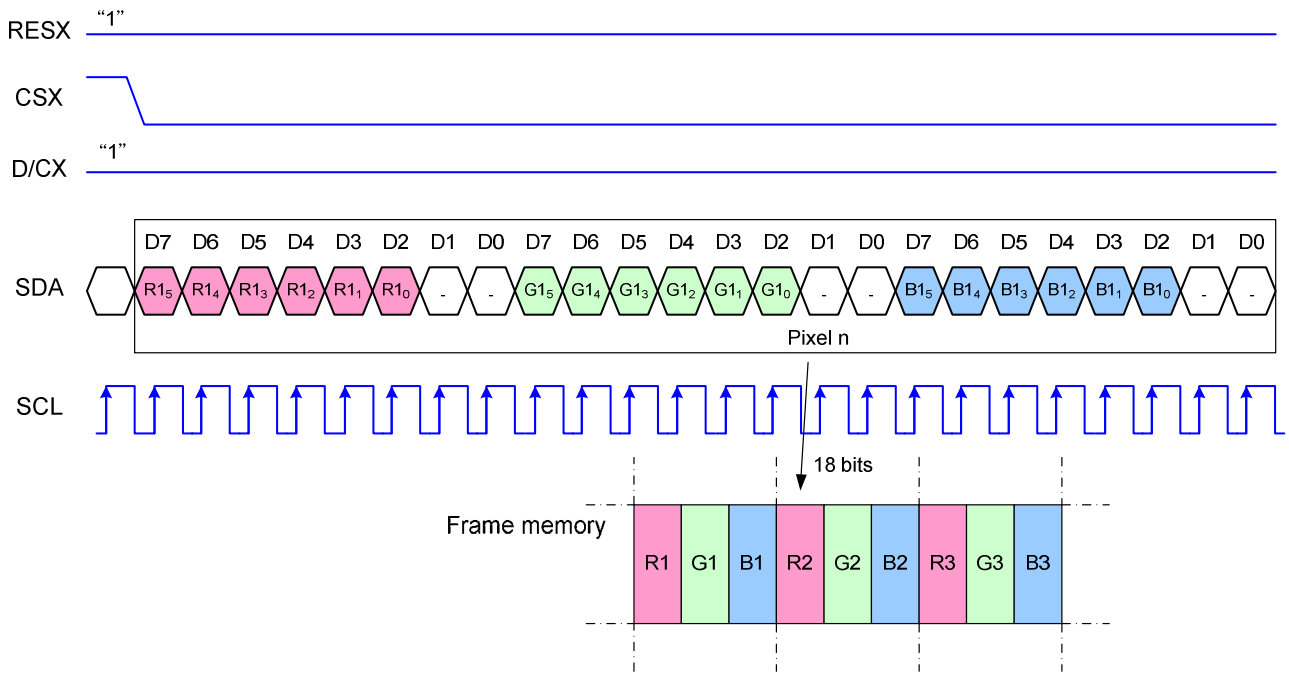 RESX “1”
CSX
D/CX “1”
D7 D6 D5 D4 D3 D2 D1 D0 D7 D6 D5 D4 D3 D2 D1 D0 D7 D6 D5 D4 D3 D2 D1 D0
SDA R1₅ R1₄ R1₃ R1₂ R1₁ R1₀ - - G1₅ G1₄ G1₃ G1₂ G1₁ G1₀ - - B1₅ B1₄ B1₃ B1₂ B1₁ B1₀ - -
Pixel n
SCL
18 bits
Frame memory
R1 G1 B1 R2 G2 B2 R3 G3 B3